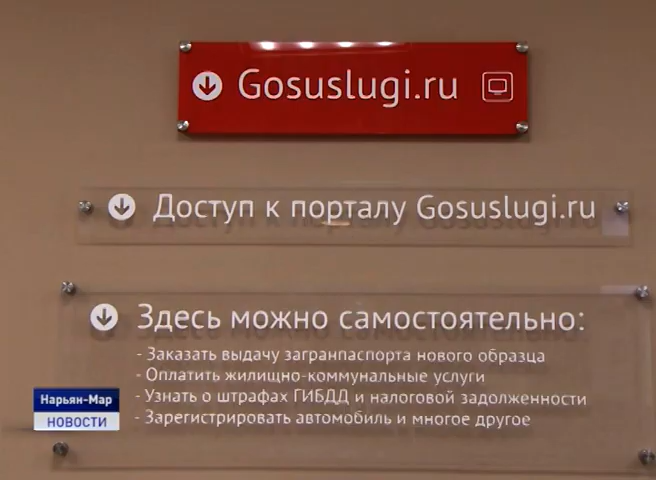 Gosuslugi.ru
Доступ к порталу Gosuslugi.ru
Здесь можно самостоятельно:
- Заказать выдачу загранпаспорта нового образца
- Оплатить жилищно-коммунальные услуги
- Узнать о штрафах ГИБДД и налоговой задолженности
- Зарегистрировать автомобиль и многое другое
Нарьян-Мар
НОВОСТИ